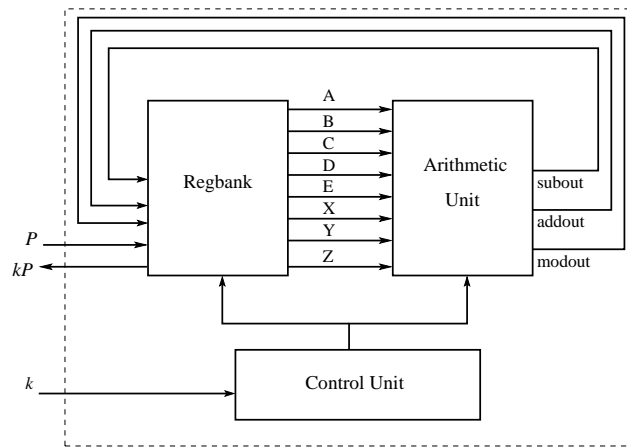 A
B
C
D
E
X
Y
Z
Regbank
Arithmetic
Unit
subout
addout
modout
P
kP
k
Control Unit